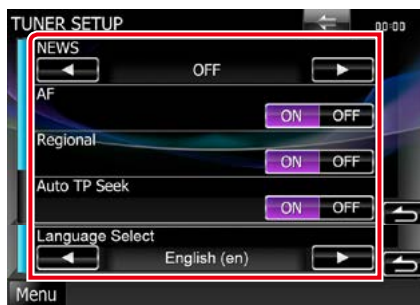 TUNER SETUP
00:00
NEWS
OFF
AF
ON OFF
Regional
ON OFF
Auto TP Seek
ON OFF
Language Select
English (en)
Menu